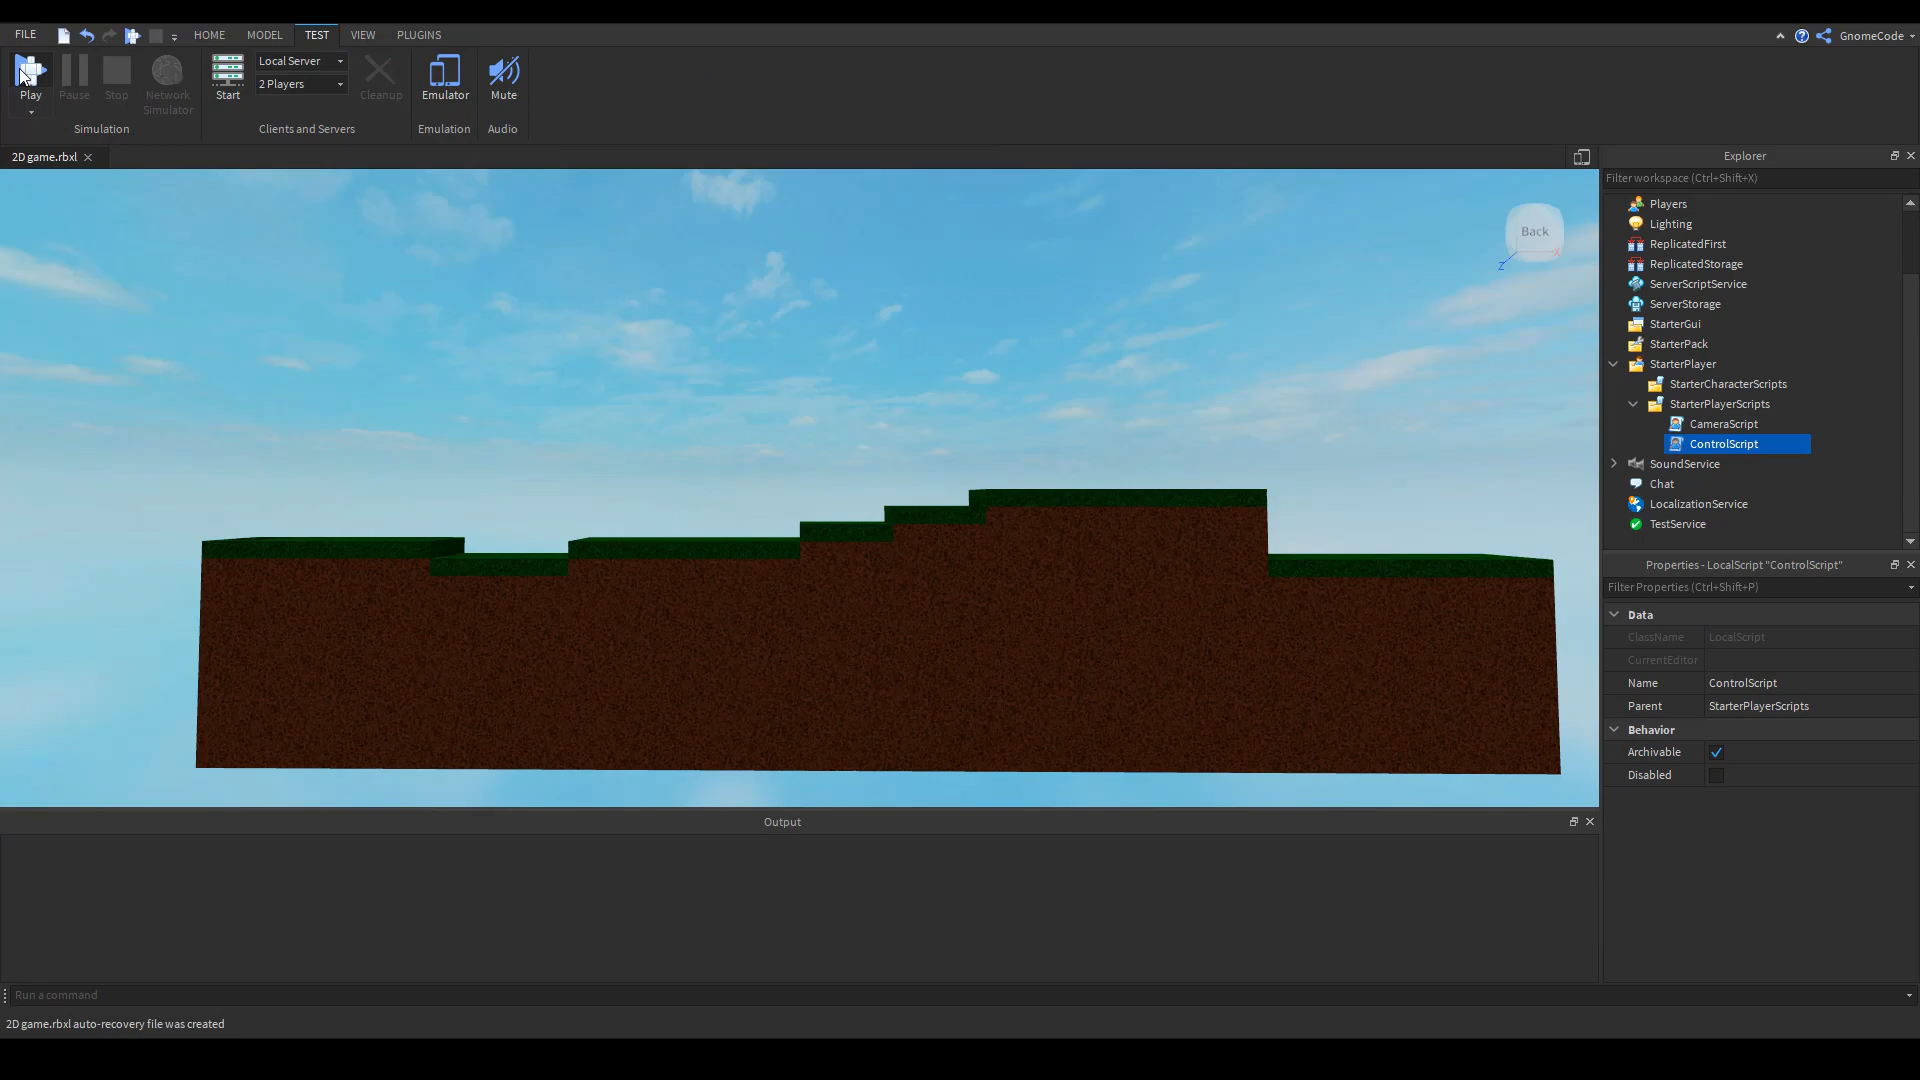 FILE HOME MODEL TEST VIEW PLUGINS GnomeCode
Play Pause Stop Network Simulator Start Local Server 2 Players Cleanup Emulator Mute
Simulation Clients and Servers Emulation Audio
2D game.rbxl
Back
X
Z
Explorer
Filter workspace (Ctrl+Shift+X)
Players
Lighting
ReplicatedFirst
ReplicatedStorage
ServerScriptService
ServerStorage
StarterGui
StarterPack
StarterPlayer
StarterCharacterScripts
StarterPlayerScripts
CameraScript
ControlScript
SoundService
Chat
LocalizationService
TestService
Properties - LocalScript "ControlScript"
Filter Properties (Ctrl+Shift+P)
Data
ClassName LocalScript
CurrentEditor
Name ControlScript
Parent StarterPlayerScripts
Behavior
Archivable
Disabled
Output
Run a command
2D game.rbxl auto-recovery file was created